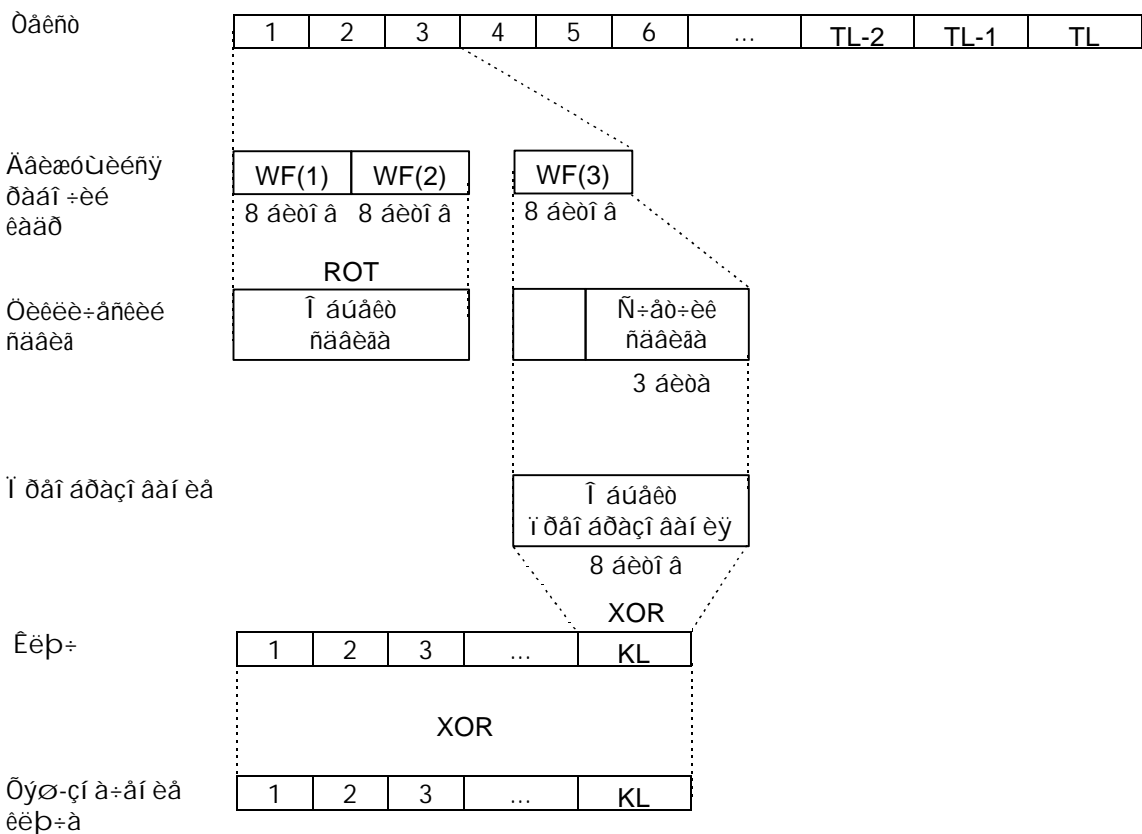 Òåêñò
1 2 3 4 5 6 ... TL-2 TL-1 TL
Äâèæóùèéñÿ
ðàáî ÷èé
êàäð
WF(1) WF(2) WF(3)
8 áèòî â 8 áèòî â 8 áèòî â
ROT
Öèêëè÷åñêèé
ñäâèã
Î áúåêò
ñäâèãà
Ñ÷åò÷èê
ñäâèãà
3 áèòà
Ï ðåî áðàçî âàí èå
Î áúåêò
ï ðåî áðàçî âàí èÿ
8 áèòî â
XOR
Êëþ÷
1 2 3 ... KL
XOR
Õýø-çí à÷åí èå
êëþ÷à
1 2 3 ... KL